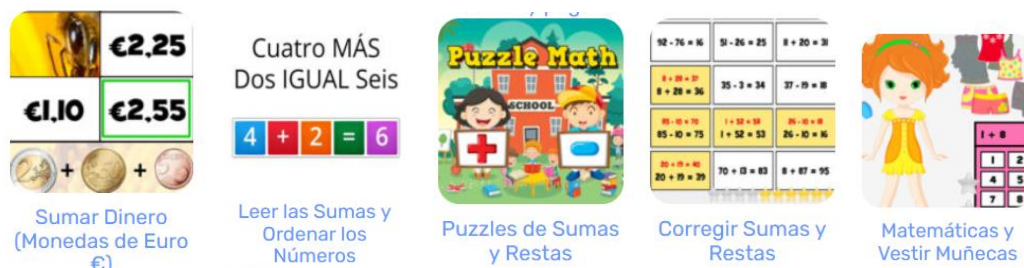 €2,25
€1,10 €2,55
+ +
Sumar Dinero
(Monedas de Euro
€)
Cuatro MÁS
Dos IGUAL Seis
4 + 2 = 6
Leer las Sumas y
Ordenar los
Números
Puzzle Math
SCHOOL
Puzzles de Sumas
y Restas
92 - 76 = 16 51 - 26 = 25 11 + 20 = 31
8 + 28 = 36 35 - 3 = 34 37 - 19 = 18
85 - 10 = 75 1 + 52 = 53 26 - 10 = 16
20 + 19 = 39 70 + 13 = 83 8 + 87 = 95
Corregir Sumas y
Restas
1 + 8
1 2
4 5
7 8
Matemáticas y
Vestir Muñecas